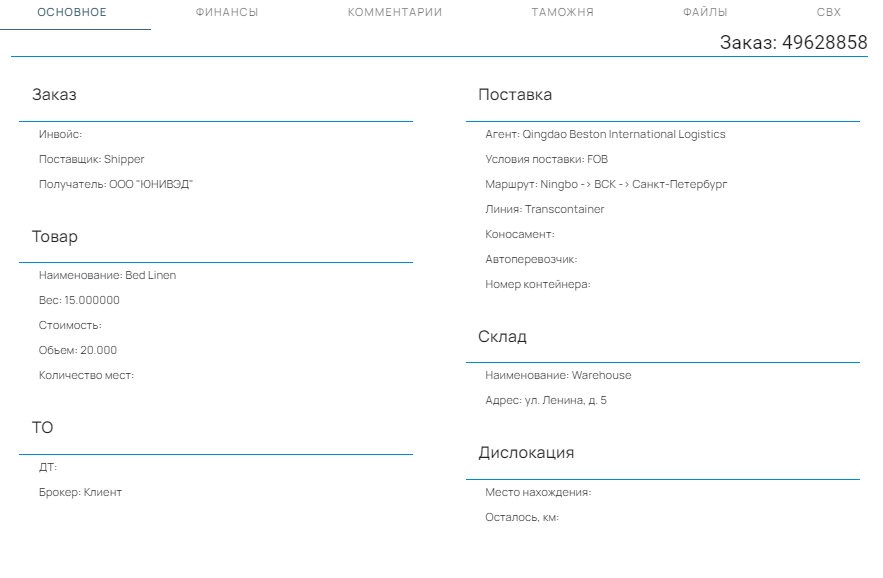 ОСНОВНОЕ ФИНАНСЫ КОММЕНТАРИИ ТАМОЖНЯ ФАЙЛЫ СВХ
Заказ: 49628858
Заказ
Инвойс:
Поставщик: Shipper
Получатель: ООО "ЮНИВЭД"
Товар
Наименование: Bed Linen
Вес: 15.000000
Стоимость:
Объем: 20.000
Количество мест:
ТО
ДТ:
Брокер: Клиент
Поставка
Агент: Qingdao Beston International Logistics
Условия поставки: FOB
Маршрут: Ningbo -> ВСК -> Санкт-Петербург
Линия: Transcontainer
Коносамент:
Автоперевозчик:
Номер контейнера:
Склад
Наименование: Warehouse
Адрес: ул. Ленина, д. 5
Дислокация
Место нахождения:
Осталось, км: